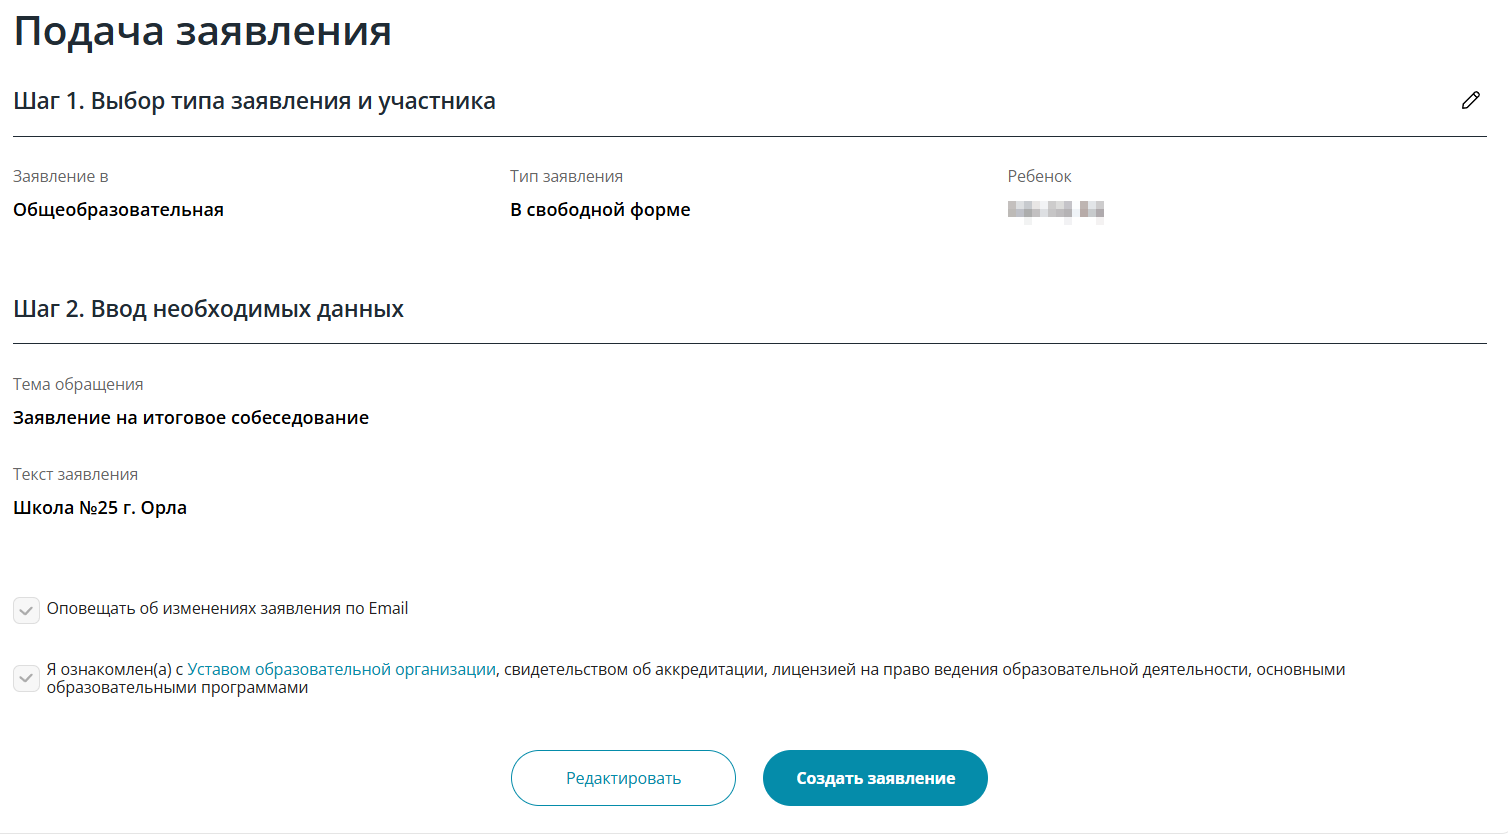 Подача заявления
Шаг 1. Выбор типа заявления и участника
Заявление в
Тип заявления
Ребенок
Общеобразовательная
В свободной форме
Шаг 2. Ввод необходимых данных
Тема обращения
Заявление на итоговое собеседование
Текст заявления
Школа №25 г. Орла
Оповещать об изменениях заявления по Email
Я ознакомлен(а) с Уставом образовательной организации, свидетельством об аккредитации, лицензией на право ведения образовательной деятельности, основными
образовательными программами
Редактировать
Создать заявление